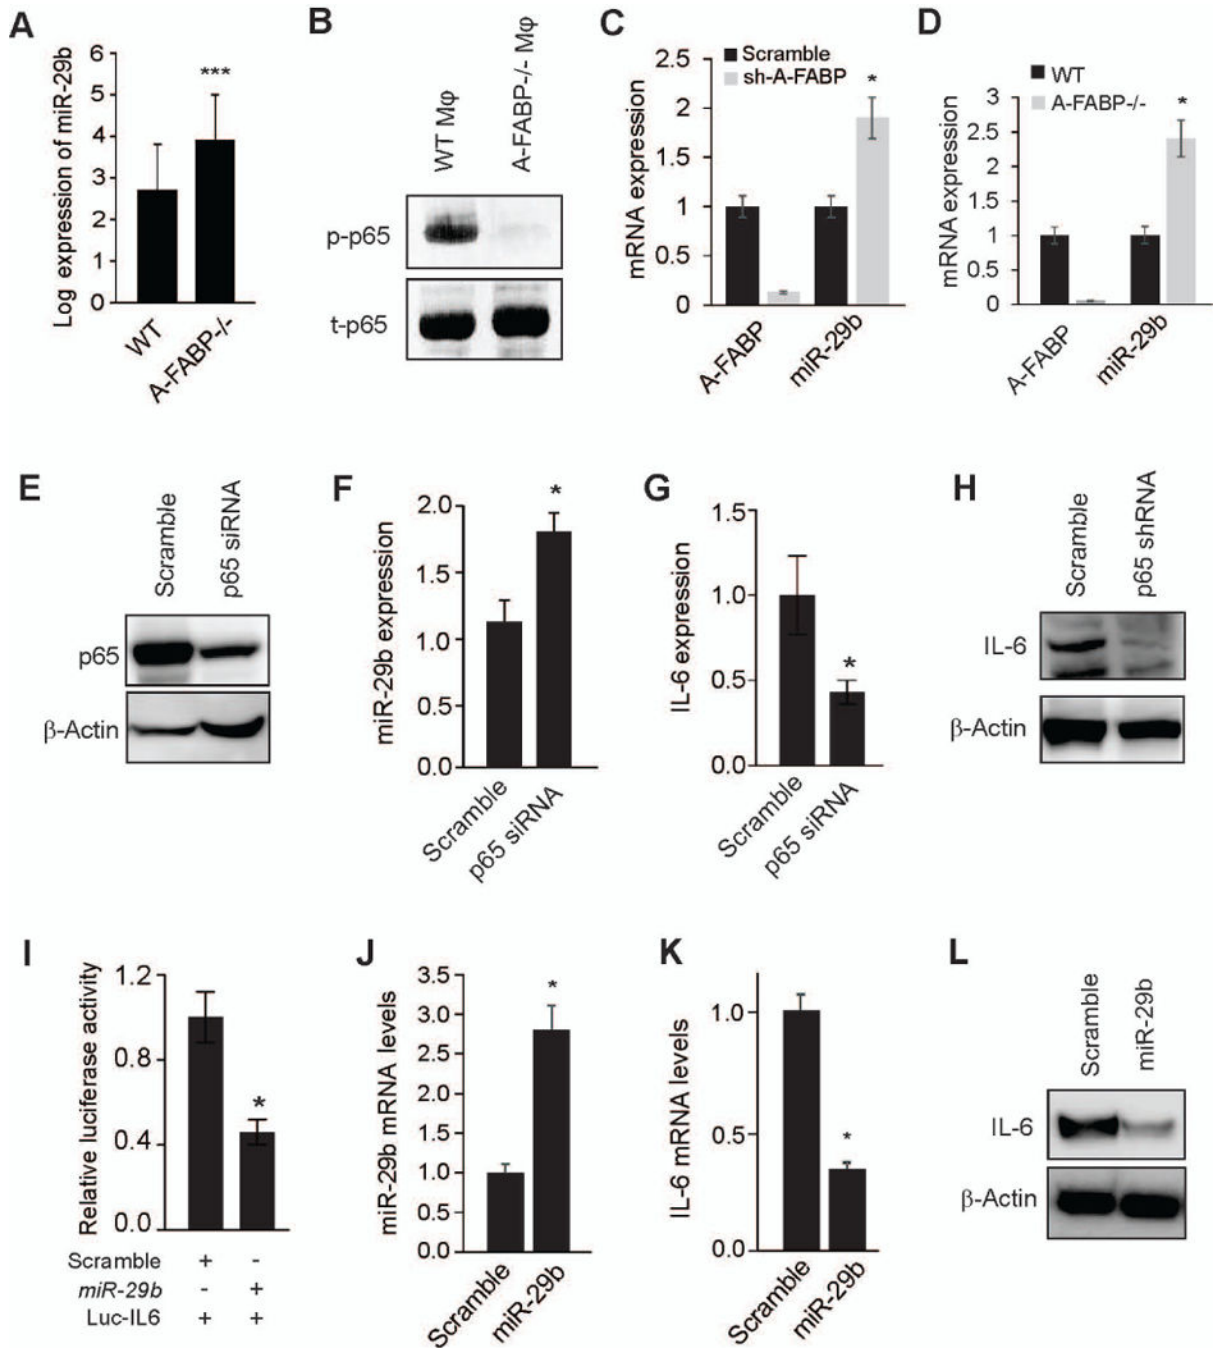 A
Log expression of miR-29b
6
5
4
3
2
1
0
***
WT
A-FABP-/-
B
WT Mφ
A-FABP-/- Mφ
p-p65
t-p65
C
mRNA expression
2.5
2
1.5
1
0.5
0
Scramble
sh-A-FABP
*
A-FABP
miR-29b
D
mRNA expression
3
2.5
2
1.5
1
0.5
0
WT
A-FABP-/-
*
A-FABP
miR-29b
E
Scramble
p65 siRNA
p65
β-Actin
F
miR-29b expression
2.0
1.5
1.0
0.5
0.0
*
Scramble
p65 siRNA
G
IL-6 expression
1.5
1.0
0.5
0.0
*
Scramble
p65 siRNA
H
Scramble
p65 shRNA
IL-6
β-Actin
I
Relative luciferase activity
1.2
0.8
0.4
0.0
*
Scramble + -
miR-29b - +
Luc-IL6 + +
J
miR-29b mRNA levels
3.5
3.0
2.5
2.0
1.5
1.0
0.5
0.0
*
Scramble
miR-29b
K
IL-6 mRNA levels
1.0
0.5
0.0
*
Scramble
miR-29b
L
Scramble
miR-29b
IL-6
β-Actin